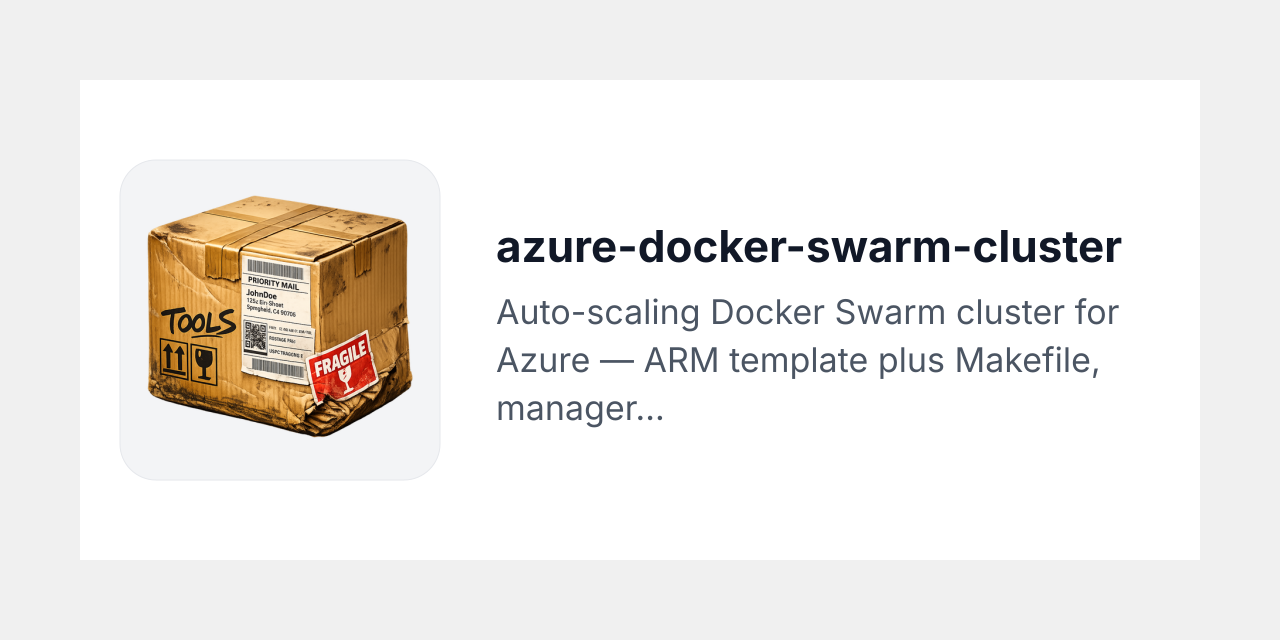 TOOLS
PRIORITY MAIL
JohnDoe
FRAGILE
azure-docker-swarm-cluster
Auto-scaling Docker Swarm cluster for
Azure — ARM template plus Makefile,
manager...